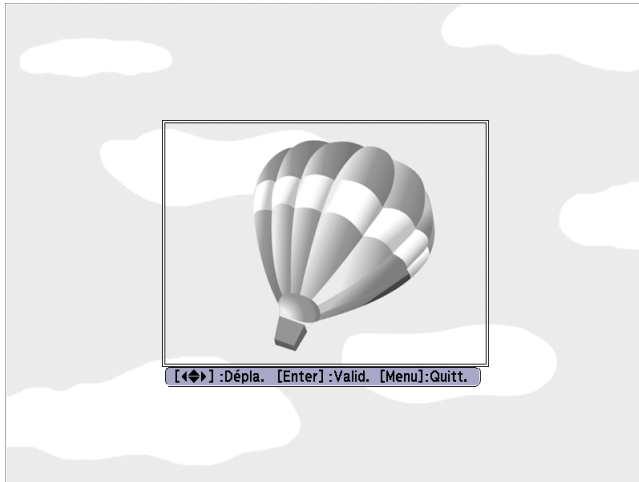 [◀◆▶] :Dépla. [Enter] :Valid. [Menu]:Quitt.